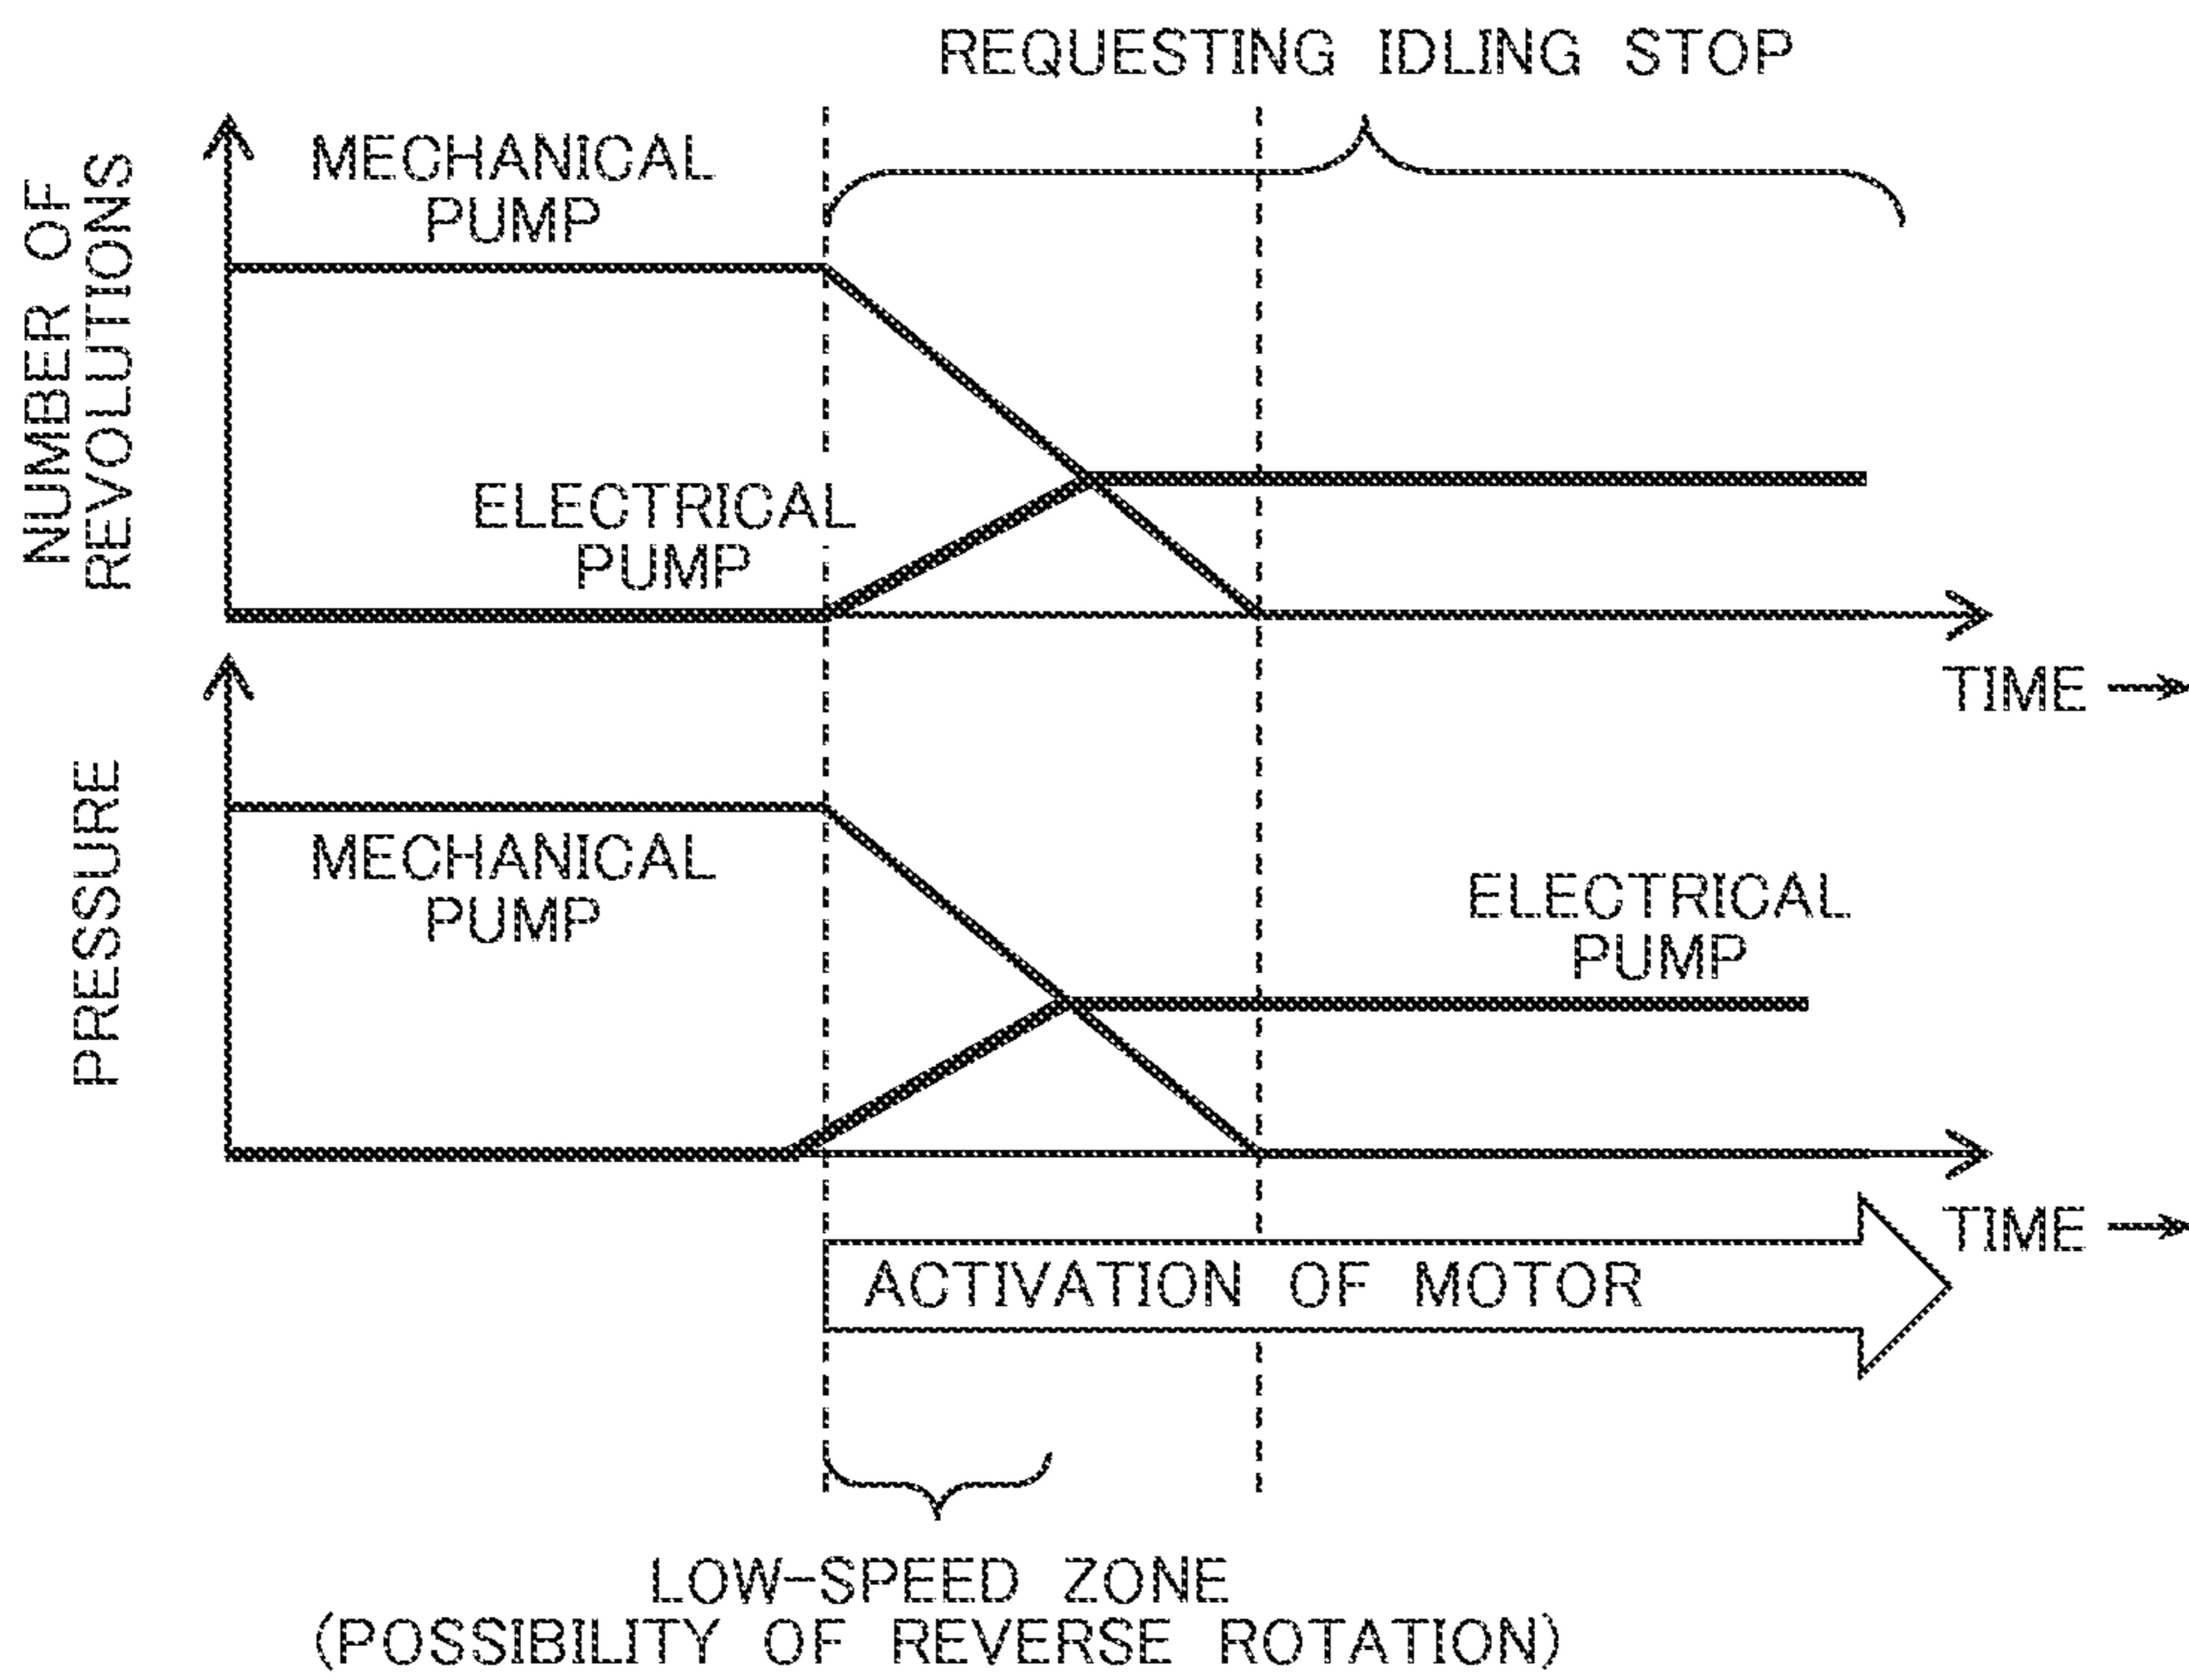 REQUESTING IDLING STOP
NUMBER OF
REVOLUTIONS
MECHANICAL
PUMP
ELECTRICAL
PUMP
TIME
PRESSURE
MECHANICAL
PUMP
ELECTRICAL
PUMP
TIME
ACTIVATION OF MOTOR
LOW-SPEED ZONE
(POSSIBILITY OF REVERSE ROTATION)